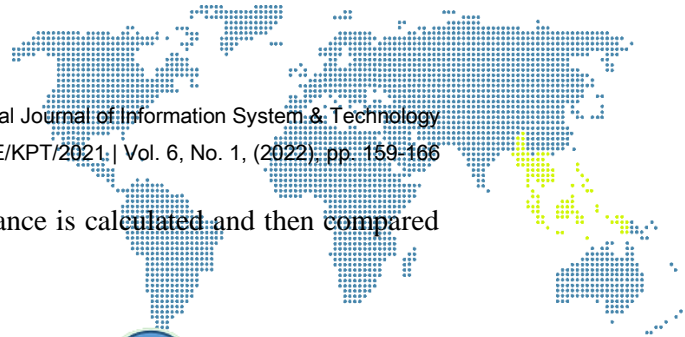 al Journal of Information System & Technology
E/KPT/2021 | Vol. 6, No. 1, (2022), pp. 159-166
ance is calculated and then compared